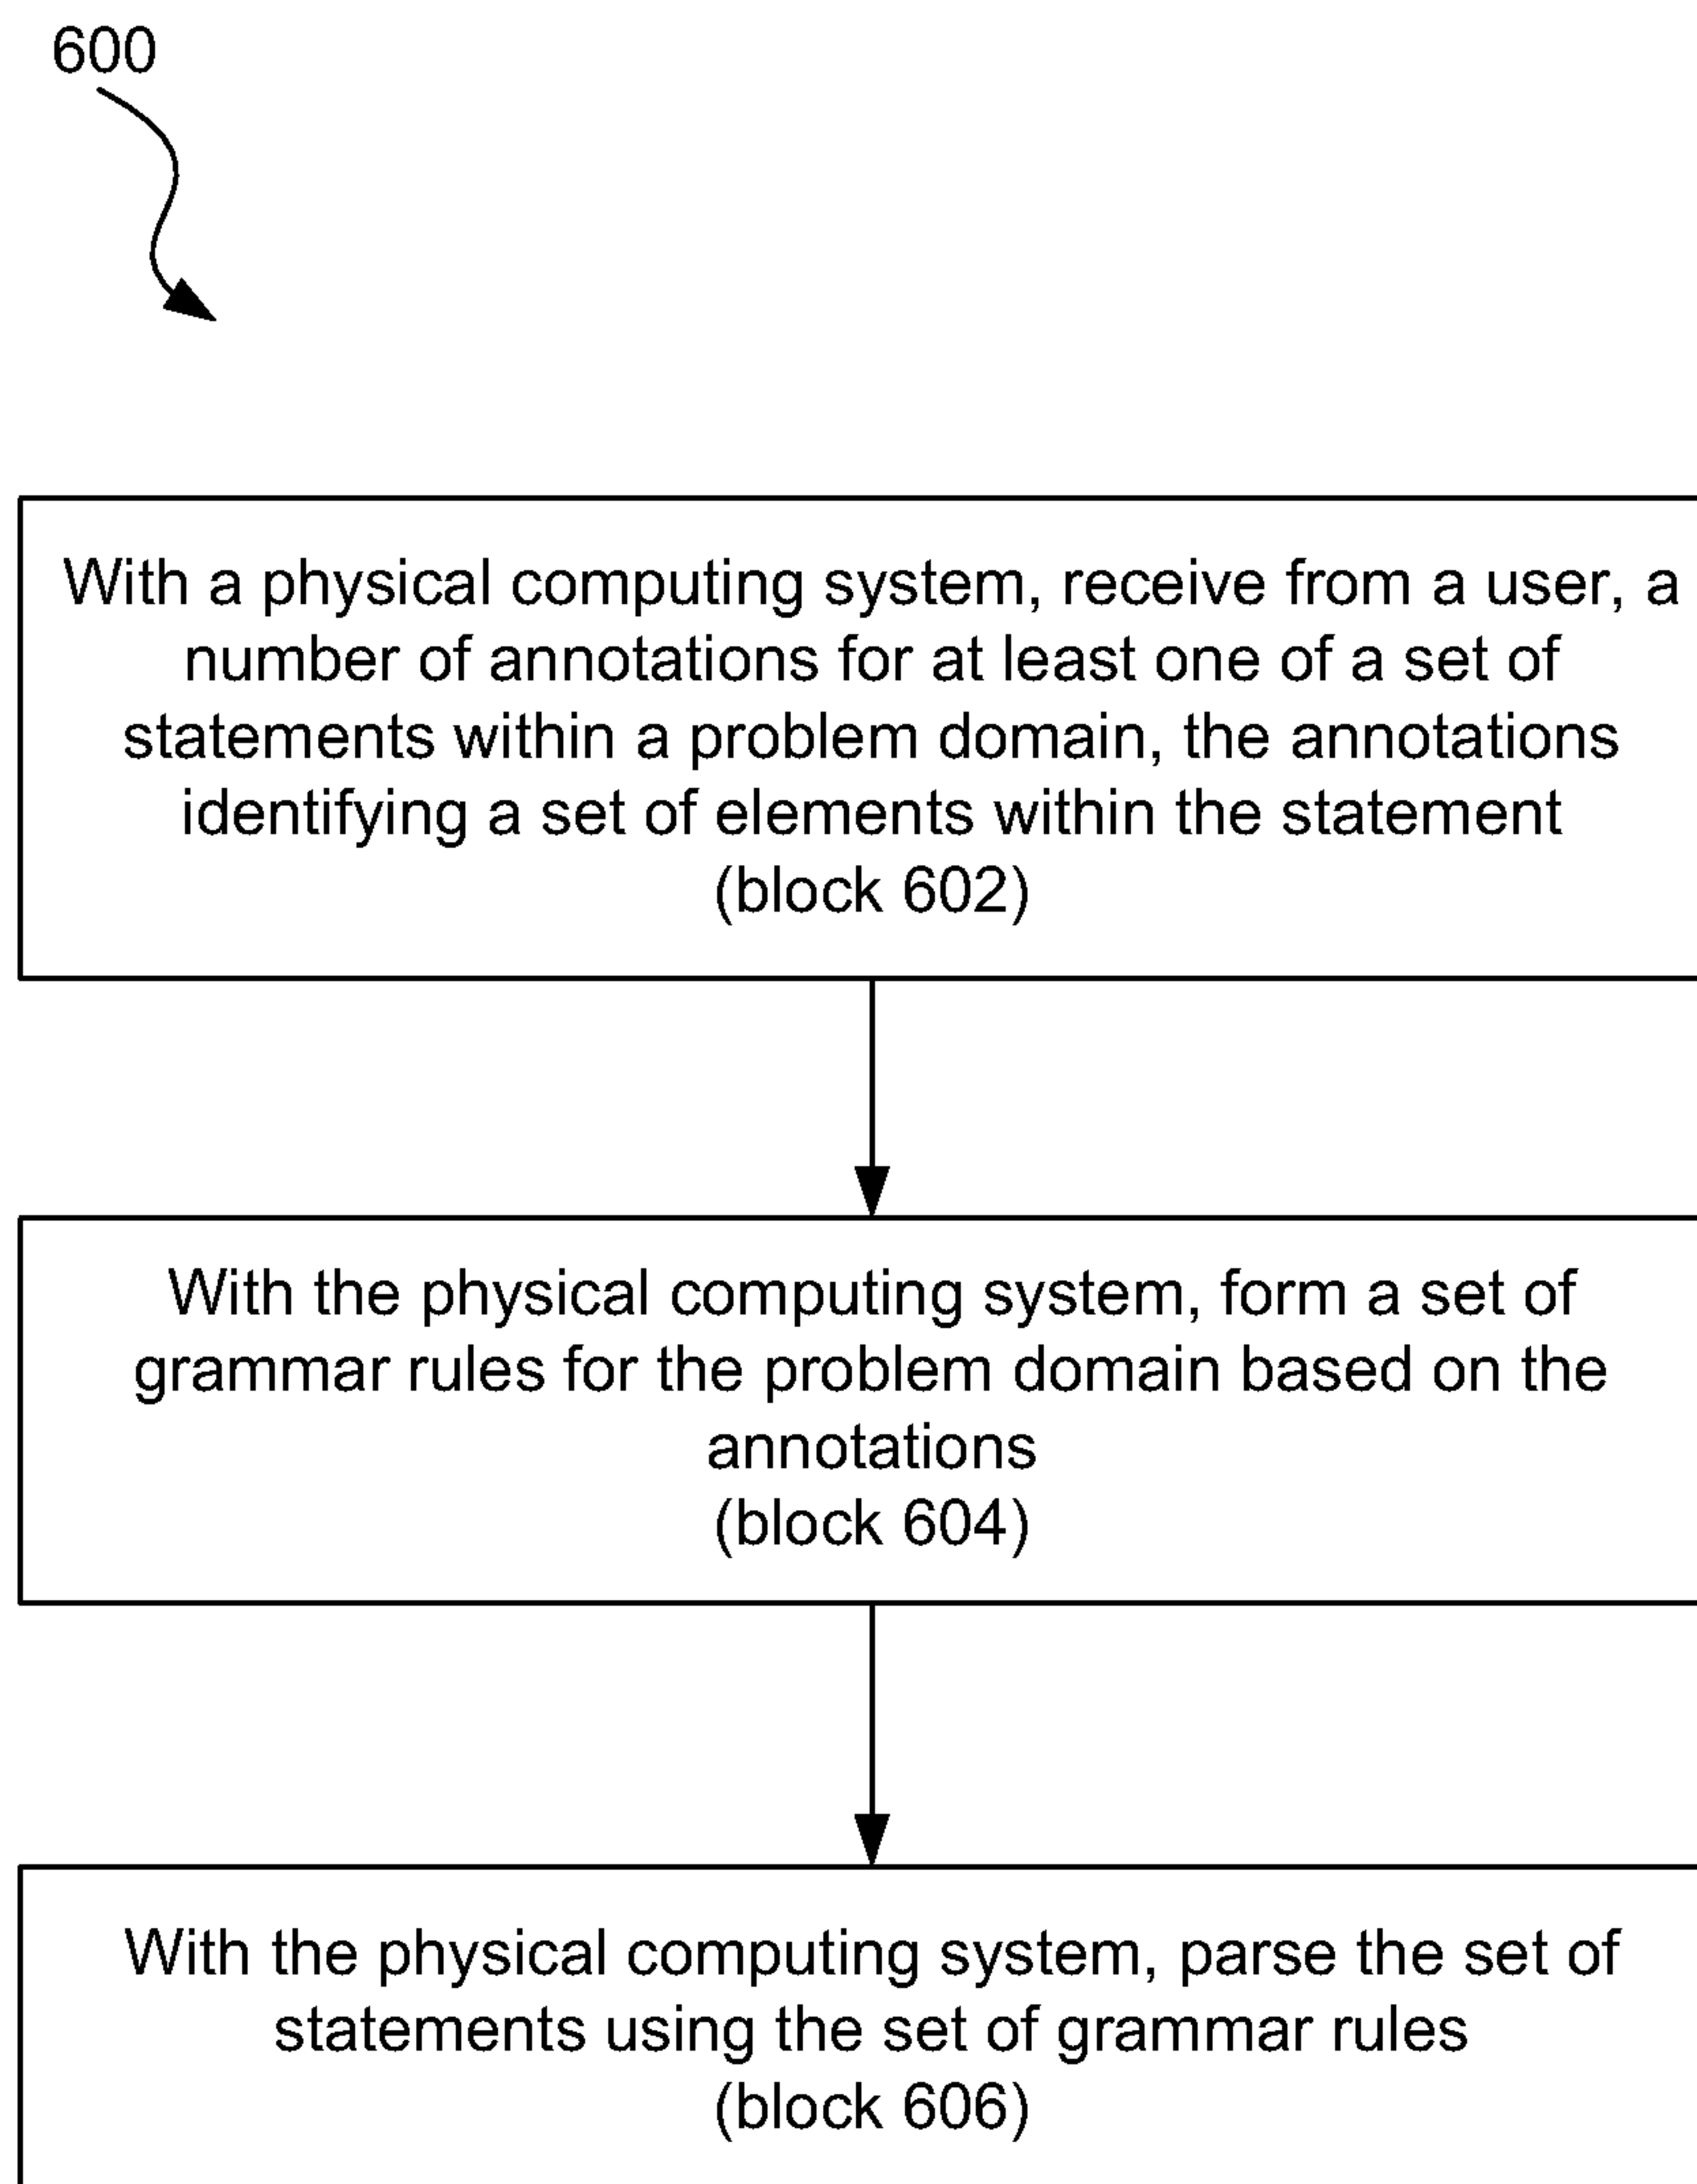 600
With a physical computing system, receive from a user, a
number of annotations for at least one of a set of
statements within a problem domain, the annotations
identifying a set of elements within the statement
(block 602)
With the physical computing system, form a set of
grammar rules for the problem domain based on the
annotations
(block 604)
With the physical computing system, parse the set of
statements using the set of grammar rules
(block 606)